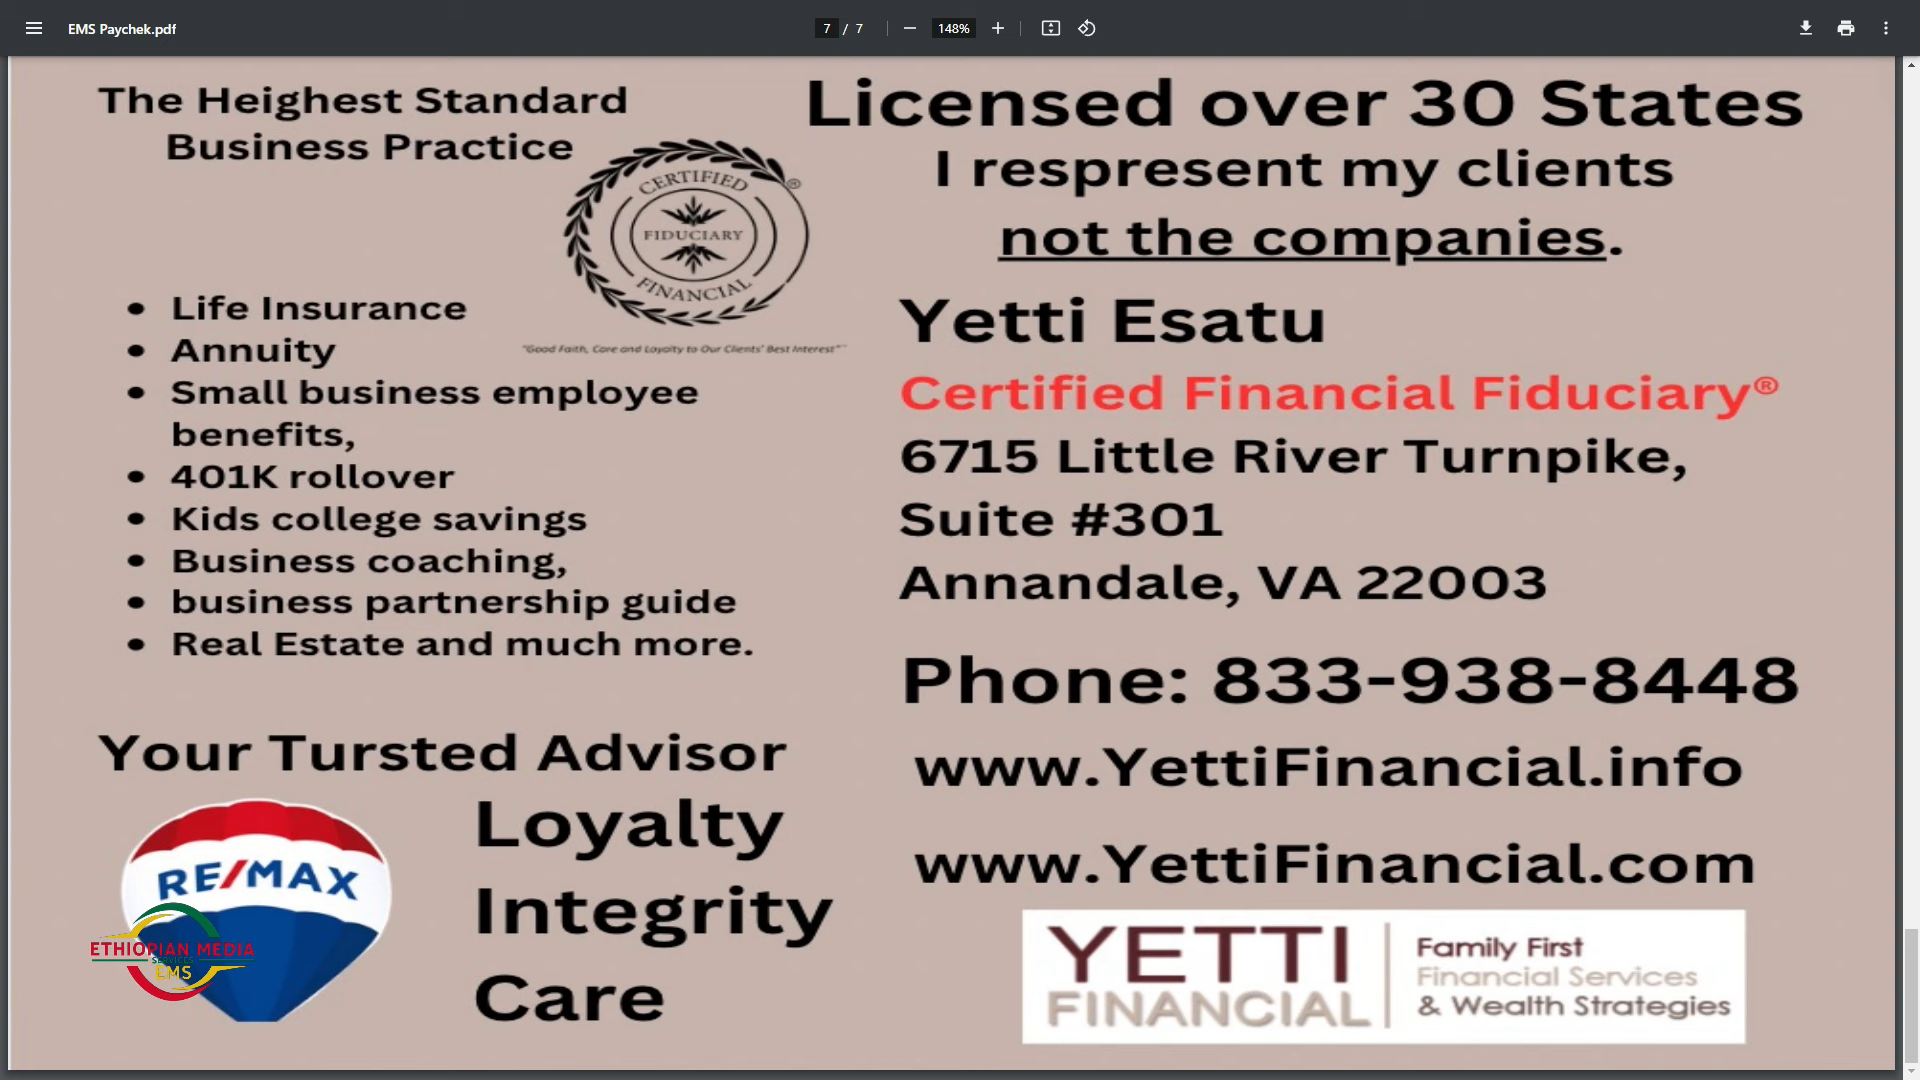 EMS Paychek.pdf
7 / 7
148%
The Heighest Standard
Business Practice
CERTIFIED
FIDUCIARY
FINANCIAL
®
"Good Faith, Care and Loyalty to Our Clients' Best Interest"
• Life Insurance
• Annuity
• Small business employee
benefits,
• 401K rollover
• Kids college savings
• Business coaching,
• business partnership guide
• Real Estate and much more.
Your Tursted Advisor
RE/MAX
ETHIOPIAN MEDIA
SERVICES
EMS
Loyalty
Integrity
Care
Licensed over 30 States
I respresent my clients
not the companies.
Yetti Esatu
Certified Financial Fiduciary®
6715 Little River Turnpike,
Suite #301
Annandale, VA 22003
Phone: 833-938-8448
www.YettiFinancial.info
www.YettiFinancial.com
YETTI
FINANCIAL
Family First
Financial Services
& Wealth Strategies